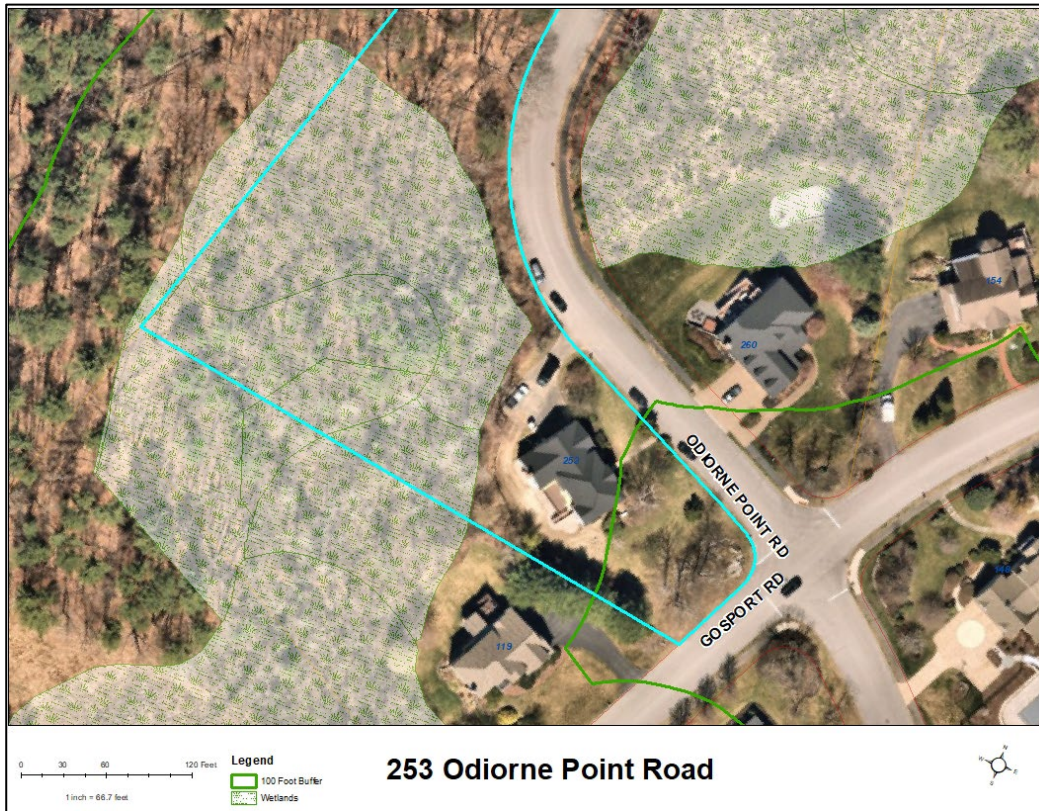 154
260
253
ODIORNE POINT RD
GOSPORT RD
148
119
0 30 60 120 Feet
1 inch = 66.7 feet
Legend
100 Foot Buffer
Wetlands
253 Odiorne Point Road